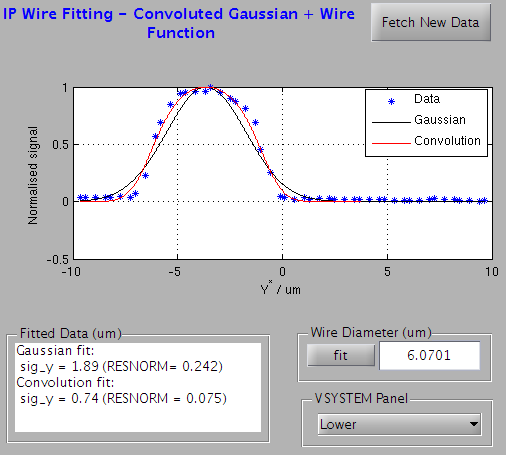 IP Wire Fitting - Convoluted Gaussian + Wire
Function
Fetch New Data
1
0.5
0
-0.5
Normalised signal
Data
Gaussian
Convolution
-10
-5
0
5
10
Y* / um
Fitted Data (um)
Gaussian fit:
sig_y = 1.89 (RESNORM= 0.242)
Convolution fit:
sig_y = 0.74 (RESNORM = 0.075)
Wire Diameter (um)
fit
6.0701
VSYSTEM Panel
Lower